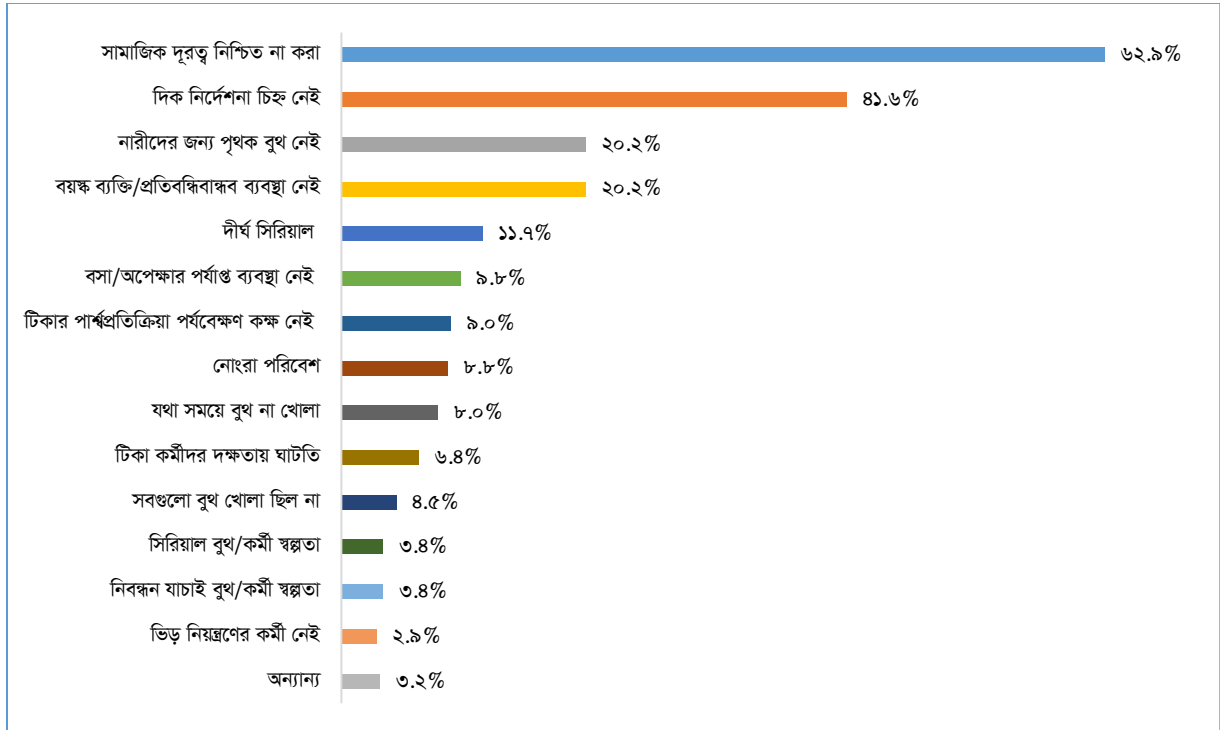 সামাজিক দূরত্ব নিশ্চিত না করা ৬২.৯%
দিক নির্দেশনা চিহ্ন নেই ৪১.৬%
নারীদের জন্য পৃথক বুথ নেই ২০.২%
বয়স্ক ব্যক্তি/প্রতিবন্ধিবান্ধব ব্যবস্থা নেই ২০.২%
দীর্ঘ সিরিয়াল ১১.৭%
বসা/অপেক্ষার পর্যাপ্ত ব্যবস্থা নেই ৯.৮%
টিকার পার্শ্বপ্রতিক্রিয়া পর্যবেক্ষণ কক্ষ নেই ৯.০%
নোংরা পরিবেশ ৮.৮%
যথা সময়ে বুথ না খোলা ৮.০%
টিকা কর্মীদর দক্ষতায় ঘাটতি ৬.৪%
সবগুলো বুথ খোলা ছিল না ৪.৫%
সিরিয়াল বুথ/কর্মী স্বল্পতা ৩.৪%
নিবন্ধন যাচাই বুথ/কর্মী স্বল্পতা ৩.৪%
ভিড় নিয়ন্ত্রণের কর্মী নেই ২.৯%
অন্যান্য ৩.২%